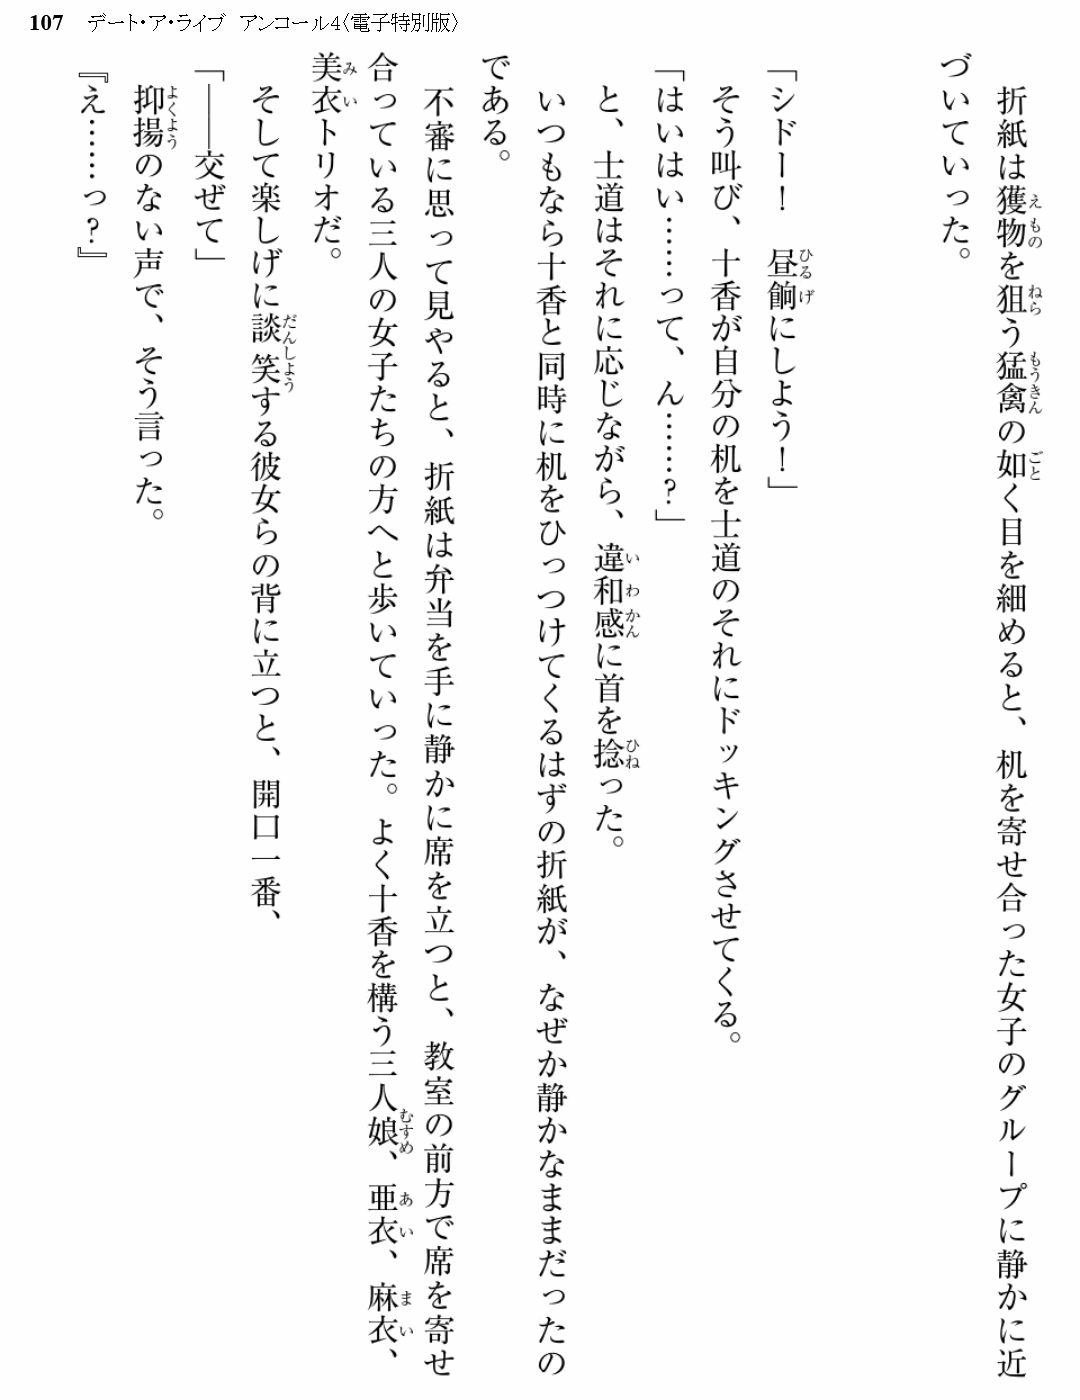 107 デート・ア・ライブ アンコール4〈電子特別版〉
折紙は獲物を狙う猛禽の如く目を細めると、机を寄せ合った女子のグループに静かに近
づいていった。
「シドー！ 昼餉にしよう！」
そう叫び、十香が自分の机を士道のそれにドッキングさせてくる。
「はいはい……って、ん……？」
と、士道はそれに応じながら、違和感に首を捻った。
いつもなら十香と同時に机をひっつけてくるはずの折紙が、なぜか静かなままだったの
である。
不審に思って見やると、折紙は弁当を手に静かに席を立つと、教室の前方で席を寄せ
合っている三人の女子たちの方へと歩いていった。よく十香を構う三人娘、亜衣、麻衣、
美衣トリオだ。
そして楽しげに談笑する彼女らの背に立つと、開口一番、
「――交ぜて」
抑揚のない声で、そう言った。
『え……っ？』